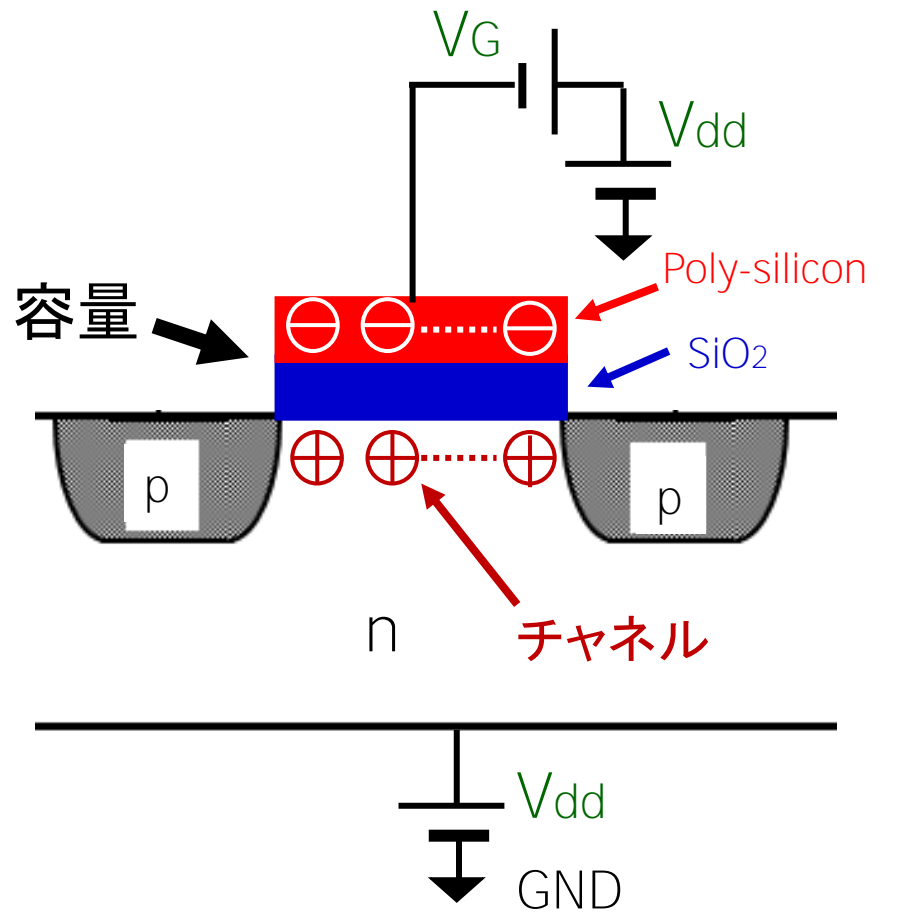 VG
Vdd
Poly-silicon
容量
SiO2
p
p
n
チャネル
Vdd
GND